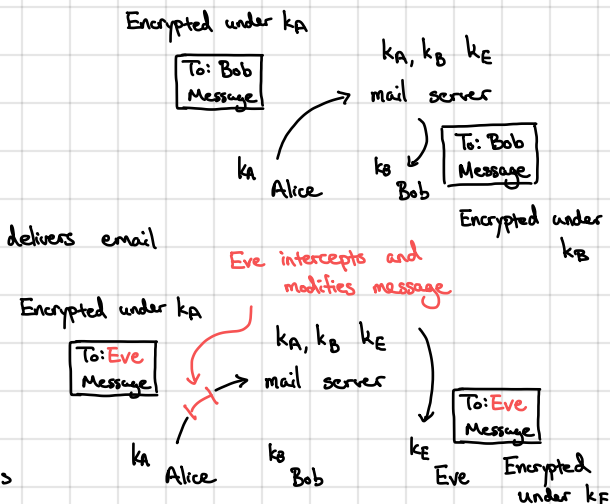 Encrypted under kA
To: Bob
Message
kA, kB kE
mail server
kA
Alice
kB
Bob
To: Bob
Message
Encrypted under
kB
delivers email
Eve intercepts and
modifies message
Encrypted under kA
To: Eve
Message
kA, kB kE
mail server
kA
Alice
kB
Bob
kE
Eve
To: Eve
Message
Encrypted
under kE
s